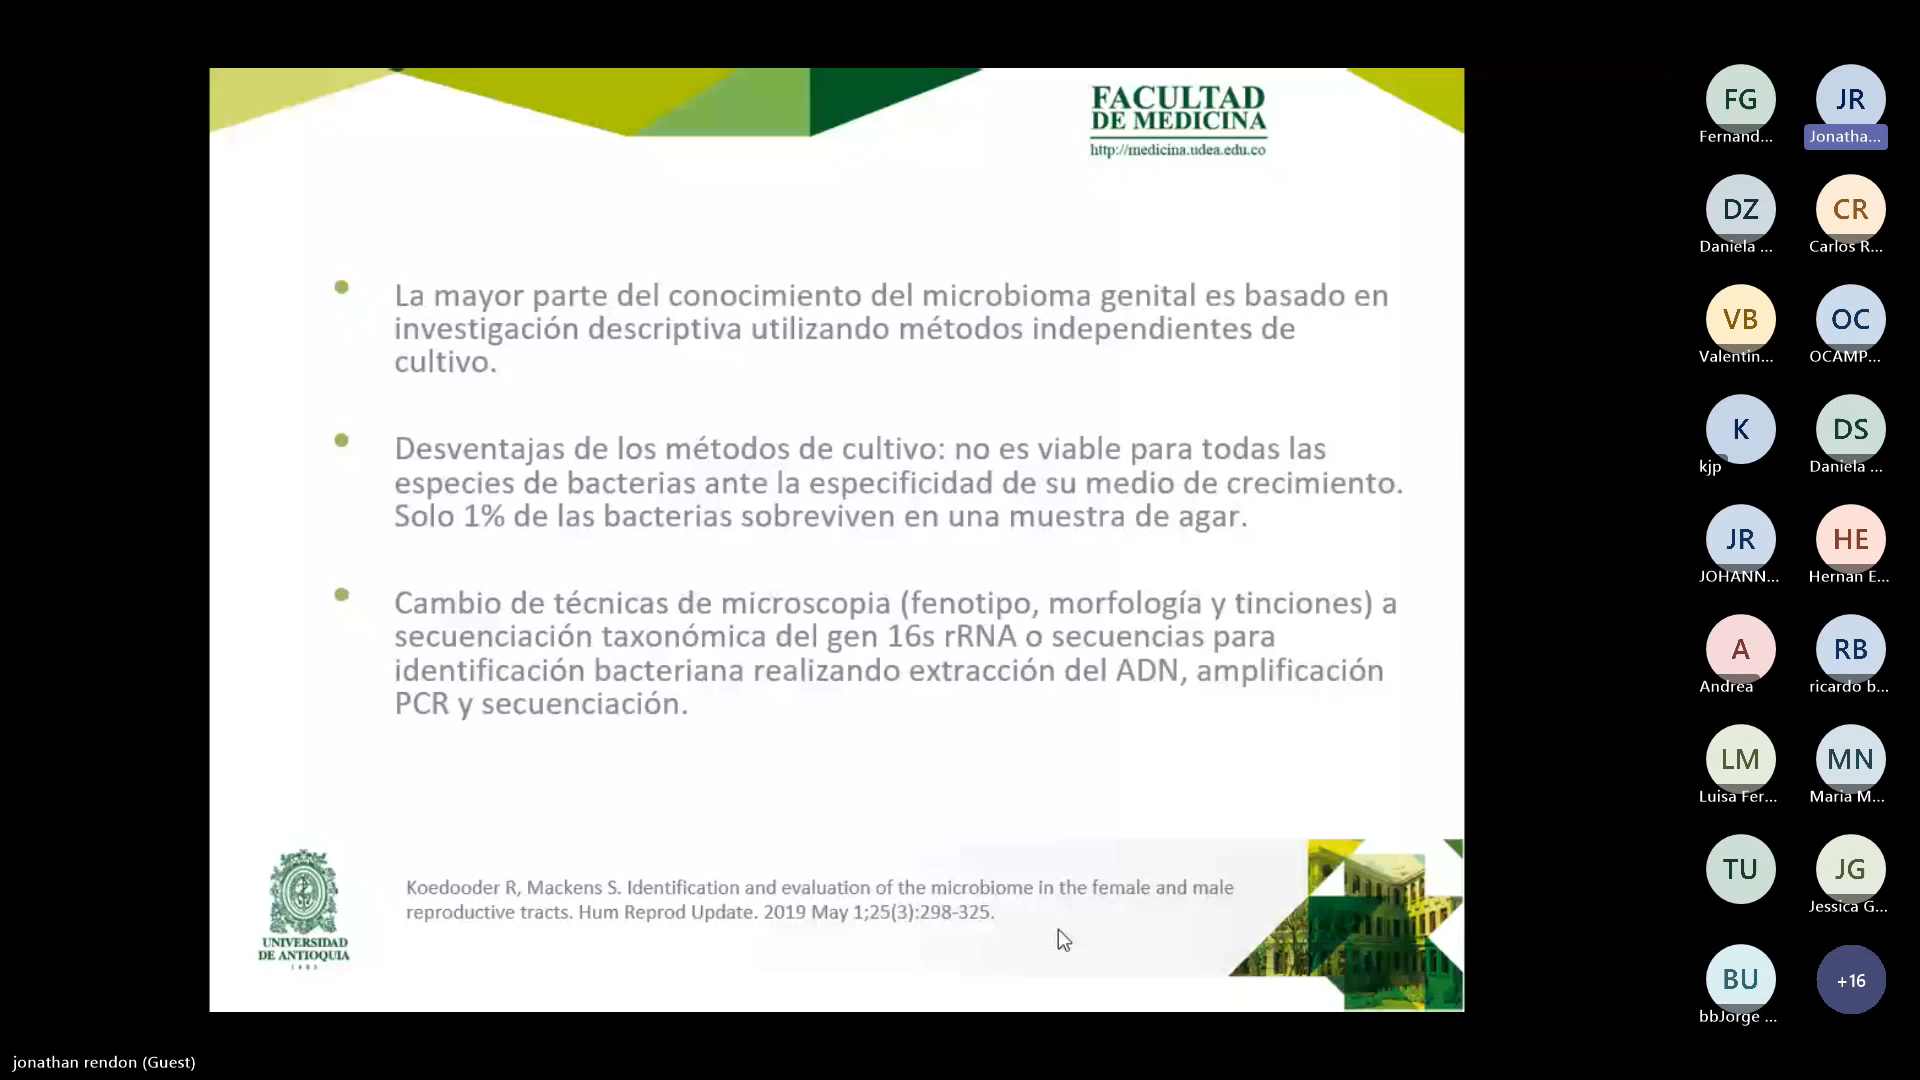 FACULTAD
DE MEDICINA
http://medicina.udea.edu.co
La mayor parte del conocimiento del microbioma genital es basado en
investigación descriptiva utilizando métodos independientes de
cultivo.
Desventajas de los métodos de cultivo: no es viable para todas las
especies de bacterias ante la especificidad de su medio de crecimiento.
Solo 1% de las bacterias sobreviven en una muestra de agar.
Cambio de técnicas de microscopia (fenotipo, morfología y tinciones) a
secuenciación taxonómica del gen 16s rRNA o secuencias para
identificación bacteriana realizando extracción del ADN, amplificación
PCR y secuenciación.
Koedooder R, Mackens S. Identification and evaluation of the microbiome in the female and male
reproductive tracts. Hum Reprod Update. 2019 May 1;25(3):298-325.
UNIVERSIDAD
DE ANTIOQUIA
1803
FG
Fernand...
JR
Jonatha...
DZ
Daniela ...
CR
Carlos R...
VB
Valentin...
OC
OCAMP...
K
kjp
DS
Daniela ...
JR
JOHANN...
HE
Hernan E...
A
Andrea
RB
ricardo b...
LM
Luisa Fer...
MN
Maria M...
TU
JG
Jessica G...
BU
bbJorge ...
+16
jonathan rendon (Guest)